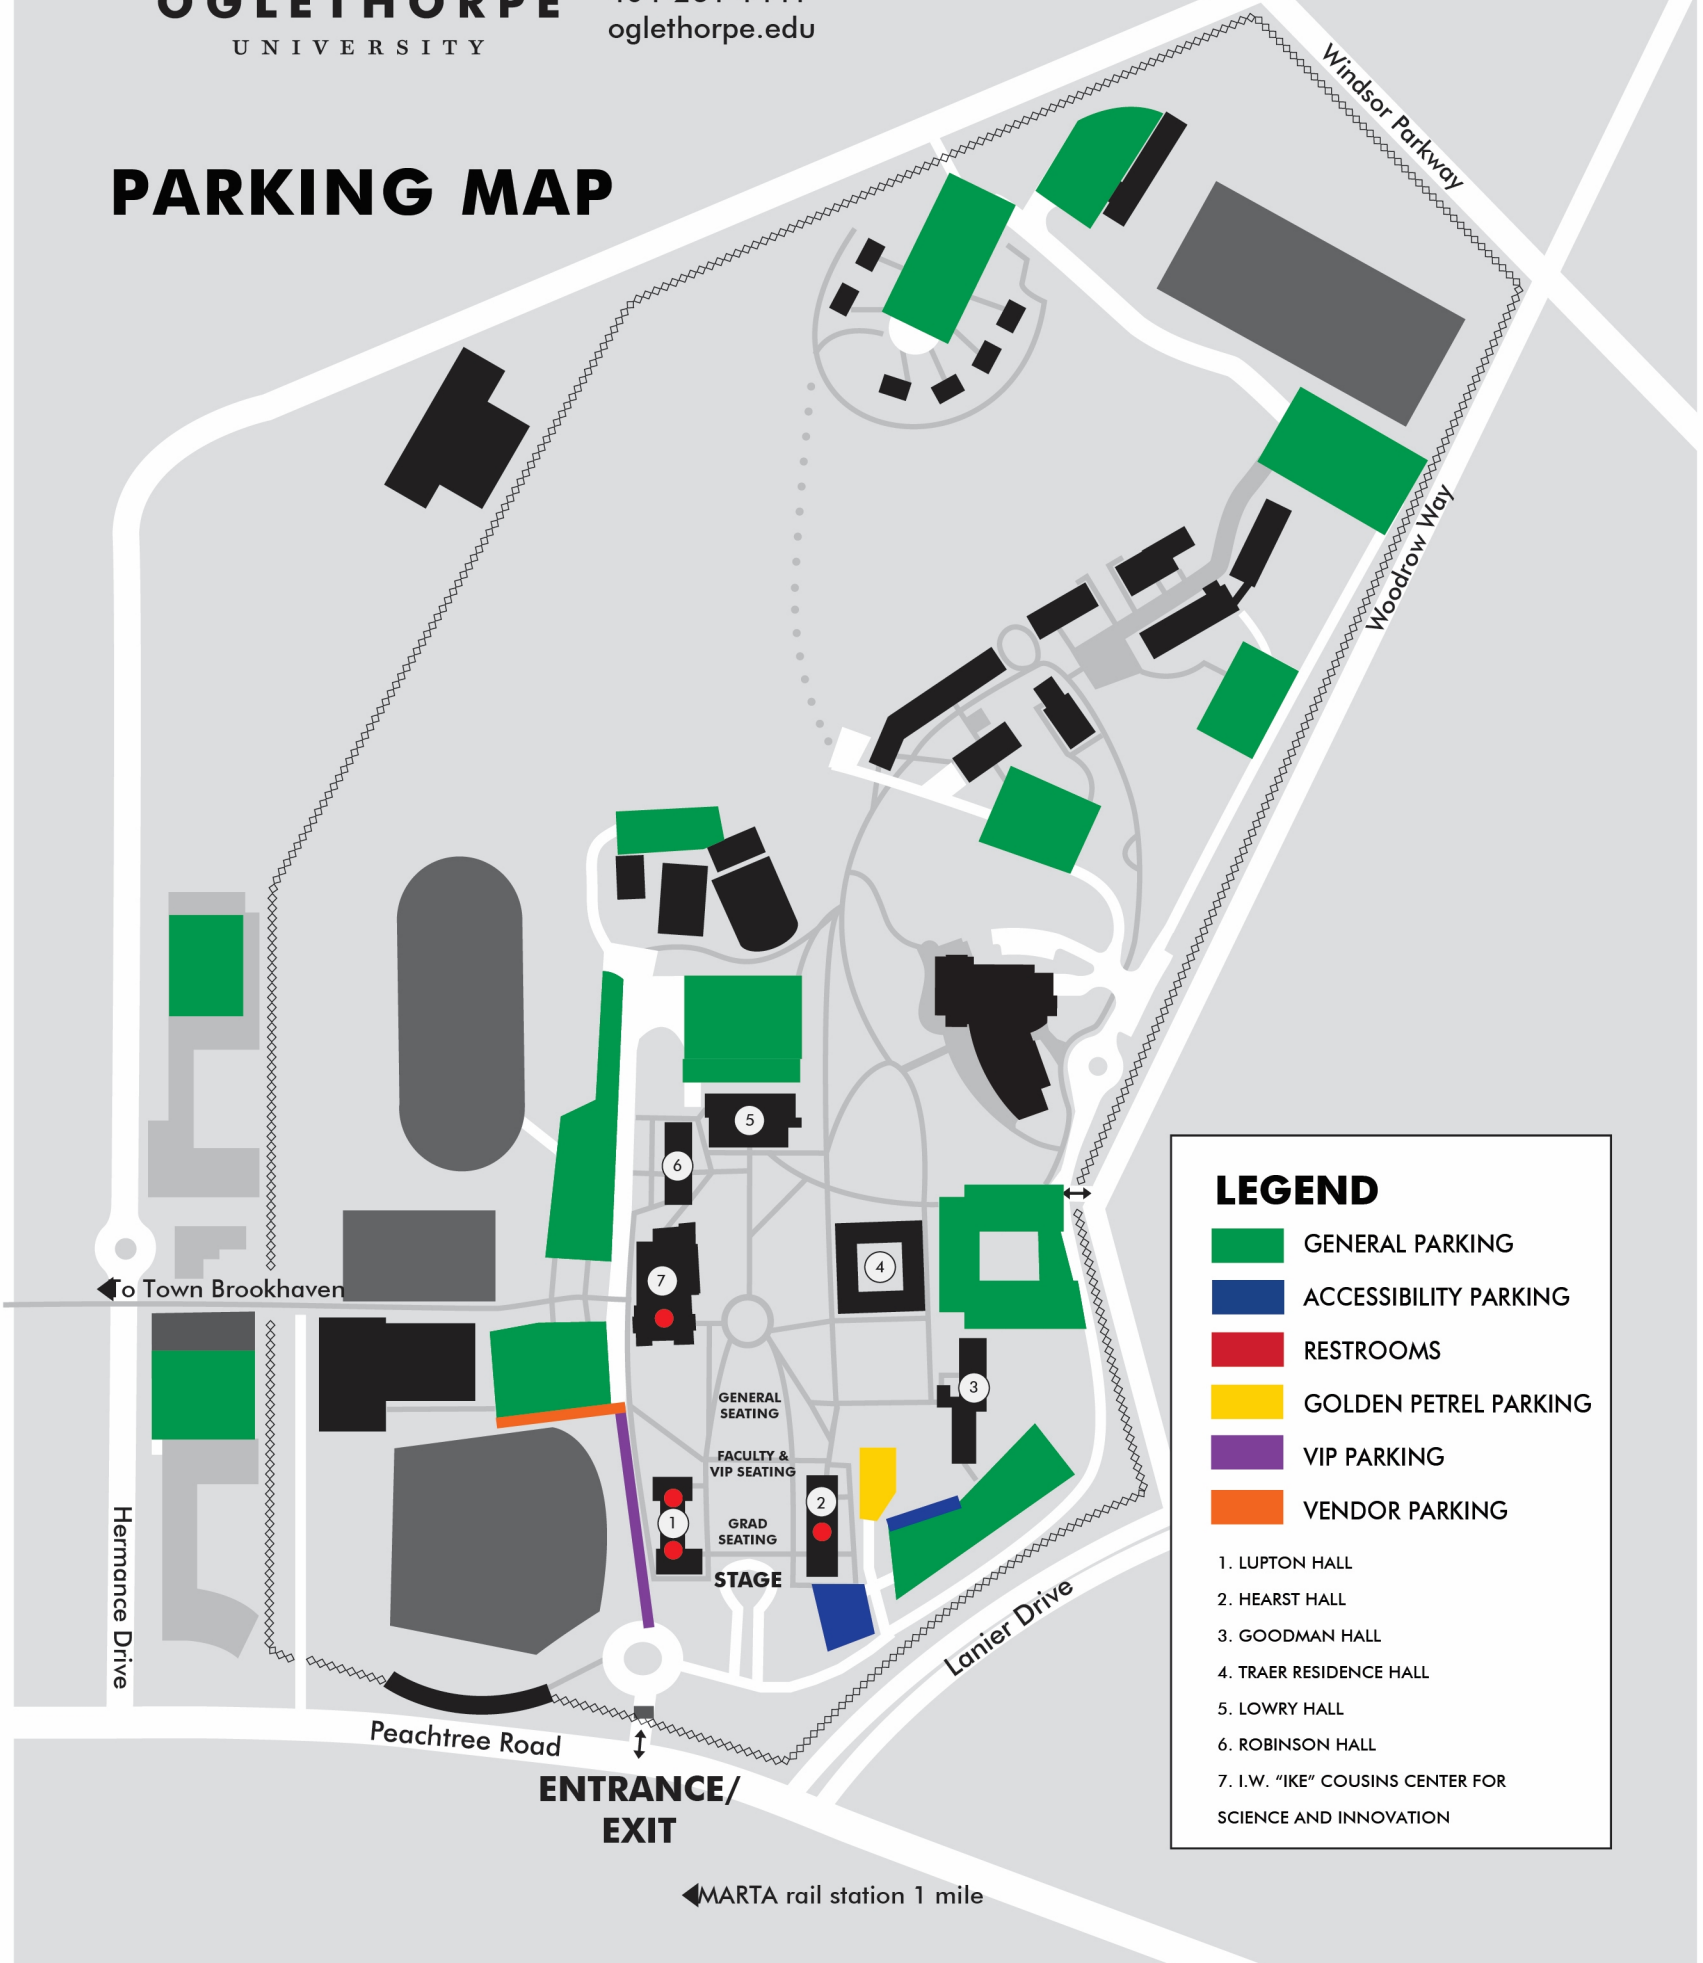 OGLETHORPE
UNIVERSITY
oglethorpe.edu
PARKING MAP
Windsor Parkway
Woodrow Way
5
6
7
4
3
To Town Brookhaven
GENERAL
SEATING
FACULTY &
VIP SEATING
2
1
GRAD
SEATING
STAGE
Hermance Drive
Lanier Drive
Peachtree Road
ENTRANCE/
EXIT
MARTA rail station 1 mile
LEGEND
GENERAL PARKING
ACCESSIBILITY PARKING
RESTROOMS
GOLDEN PETREL PARKING
VIP PARKING
VENDOR PARKING
1. LUPTON HALL
2. HEARST HALL
3. GOODMAN HALL
4. TRAER RESIDENCE HALL
5. LOWRY HALL
6. ROBINSON HALL
7. I.W. “IKE” COUSINS CENTER FOR
SCIENCE AND INNOVATION